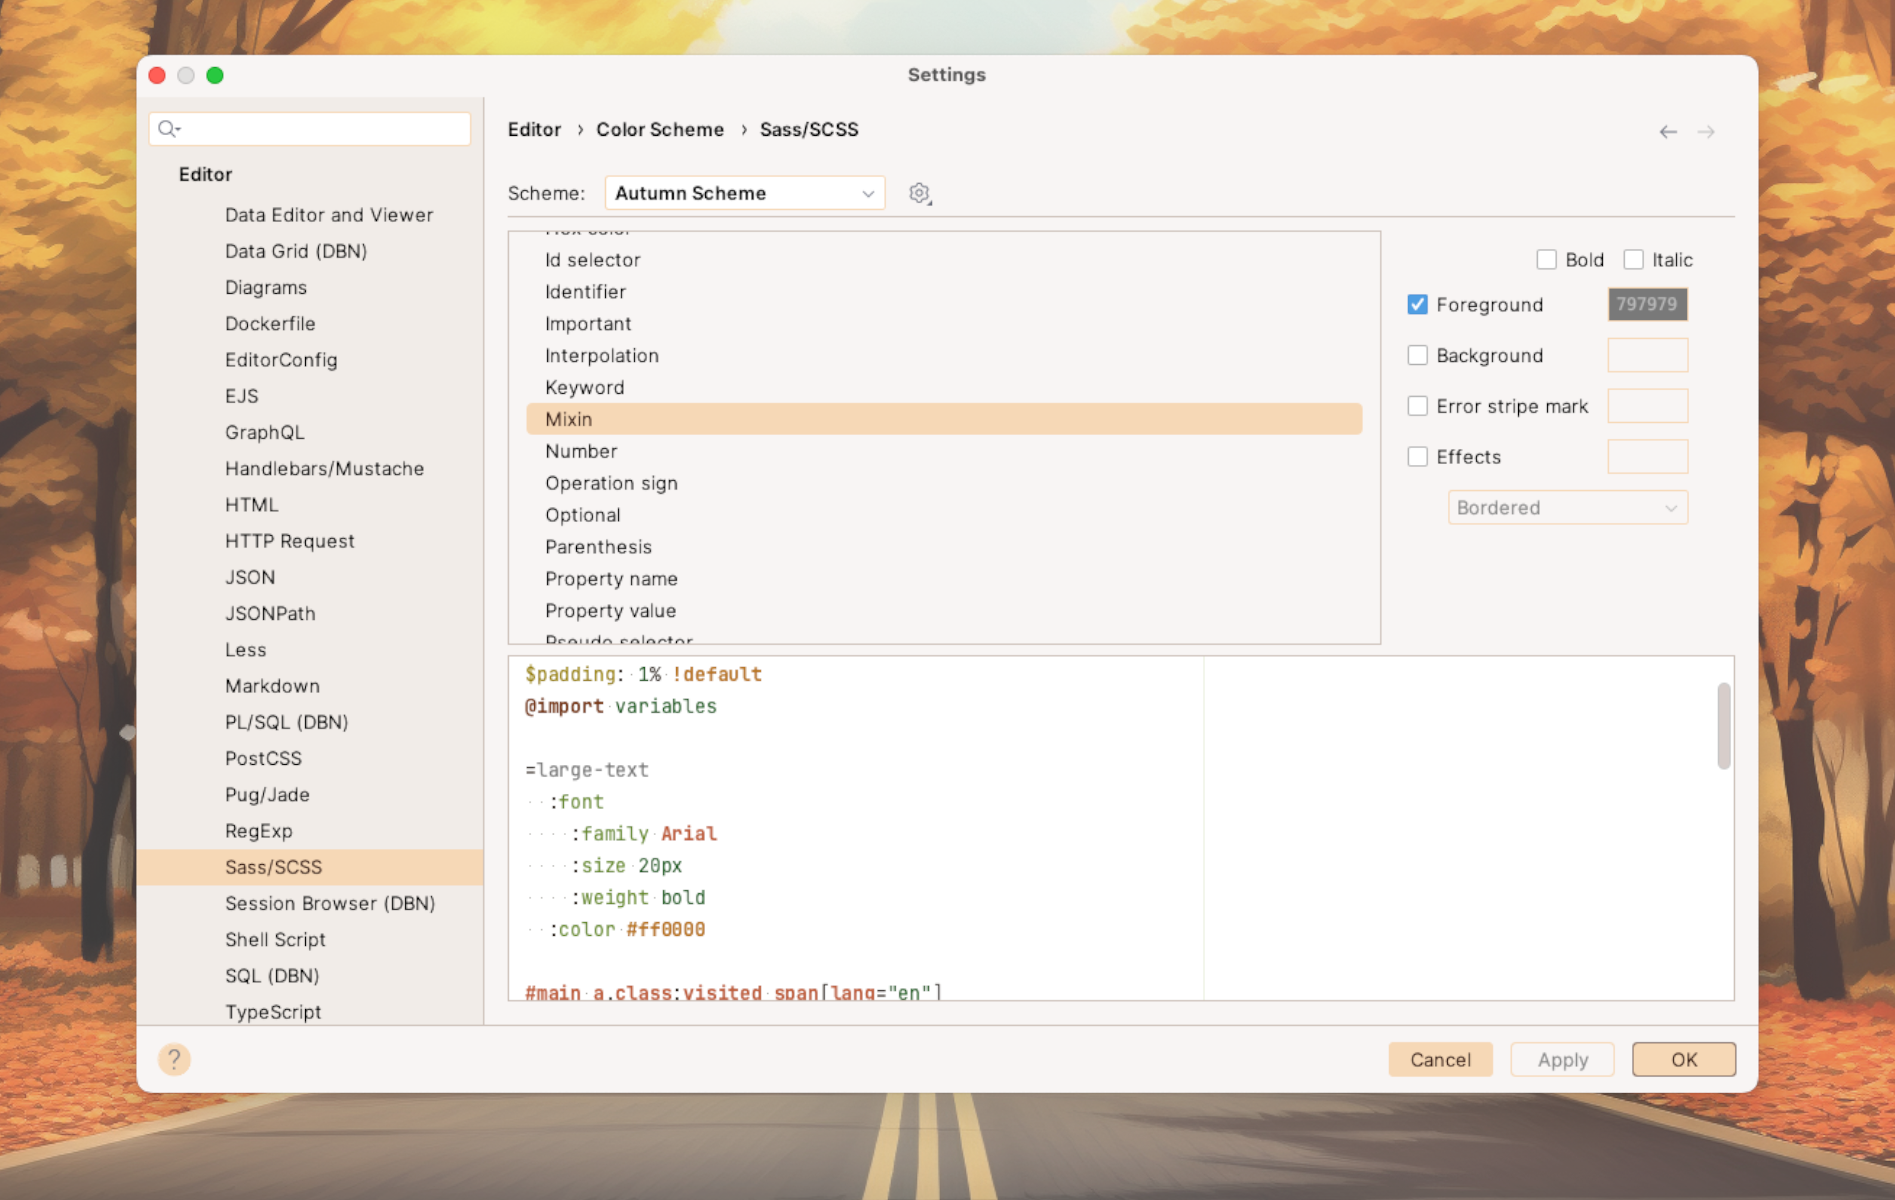 Settings
Editor
Data Editor and Viewer
Data Grid (DBN)
Diagrams
Dockerfile
EditorConfig
EJS
GraphQL
Handlebars/Mustache
HTML
HTTP Request
JSON
JSONPath
Less
Markdown
PL/SQL (DBN)
PostCSS
Pug/Jade
RegExp
Sass/SCSS
Session Browser (DBN)
Shell Script
SQL (DBN)
TypeScript
Editor › Color Scheme › Sass/SCSS
Scheme: Autumn Scheme
Hex color
Id selector
Identifier
Important
Interpolation
Keyword
Mixin
Number
Operation sign
Optional
Parenthesis
Property name
Property value
Pseudo selector
Bold Italic
Foreground 797979
Background
Error stripe mark
Effects
Bordered
$padding: 1% !default
@import variables
=large-text
:font
:family Arial
:size 20px
:weight bold
:color #ff0000
#main a.class:visited span[lang="en"]
?
Cancel Apply OK